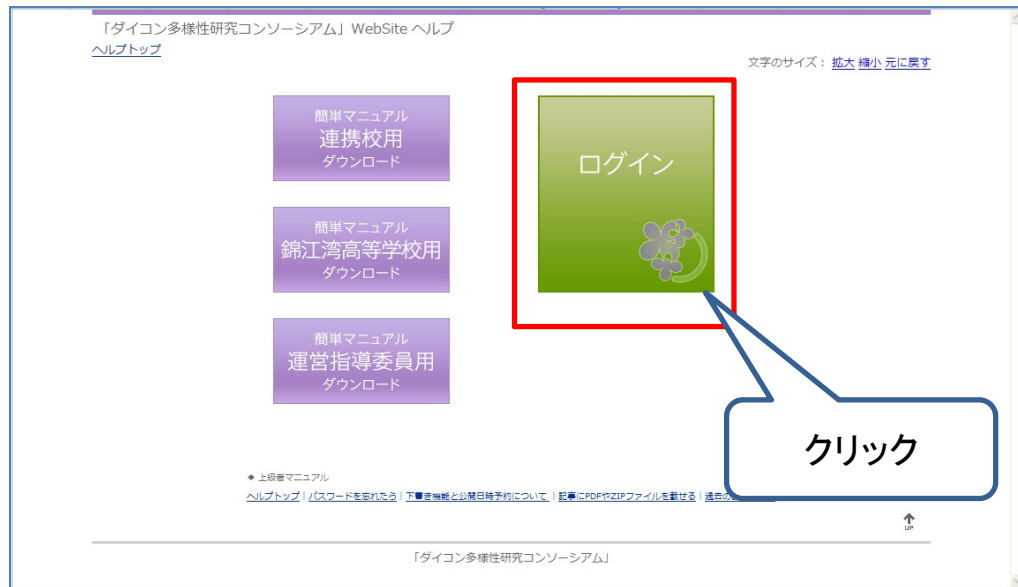 「ダイコン多様性研究コンソーシアム」WebSite ヘルプ
ヘルプトップ
文字のサイズ： 拡大 縮小 元に戻す
簡単マニュアル
連携校用
ダウンロード
ログイン
簡単マニュアル
錦江湾高等学校用
ダウンロード
簡単マニュアル
運営指導委員用
ダウンロード
クリック
◆ 上級者マニュアル
ヘルプトップ | パスワードを忘れたら | 下書き機能と公開日時予約について | 記事にPDFやZIPファイルを載せる | 過去の
UP
「ダイコン多様性研究コンソーシアム」